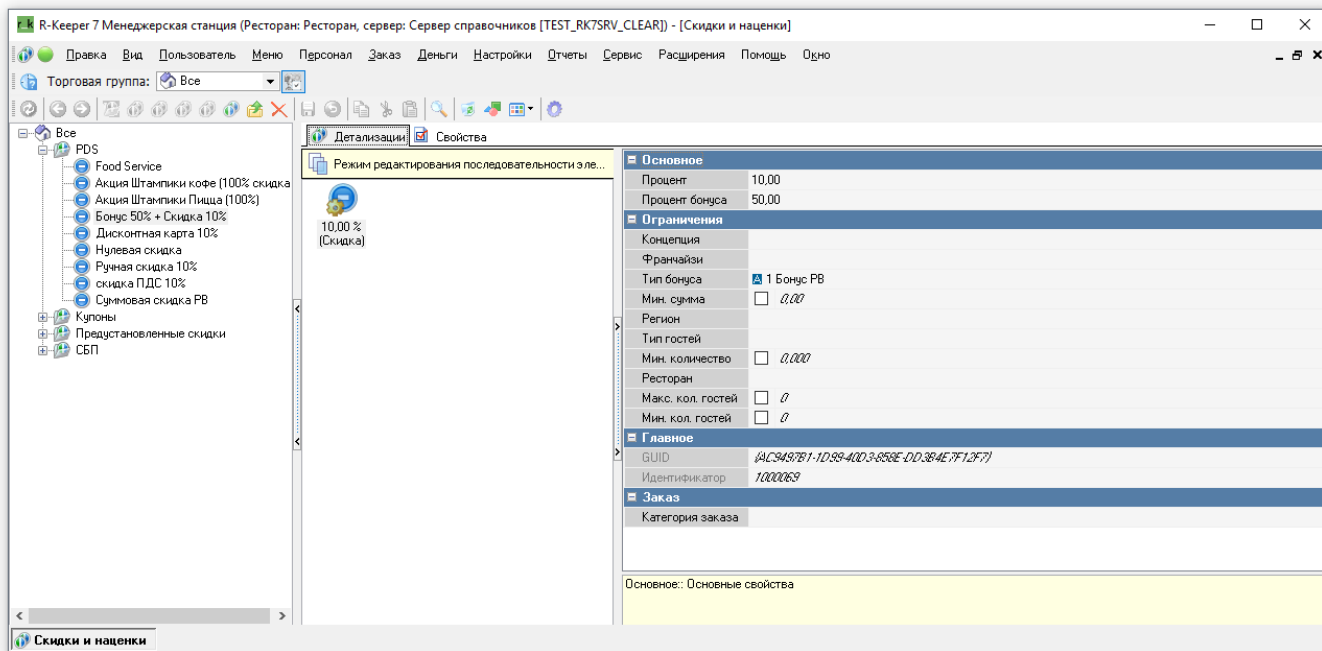 R-Keeper 7 Менеджерская станция (Ресторан: Ресторан, сервер: Сервер справочников [TEST_RK7SRV_CLEAR]) - [Скидки и наценки]
Правка Вид Пользователь Меню Персонал Заказ Деньги Настройки Отчеты Сервис Расширения Помощь Окно
Торговая группа: Все
Все
PDS
Food Service
Акция Штампики кофе (100% скидка
Акция Штампики Пицца (100%)
Бонус 50% + Скидка 10%
Дисконтная карта 10%
Нулевая скидка
Ручная скидка 10%
скидка ПДС 10%
Суммовая скидка РВ
Купоны
Предустановленные скидки
СБП
Детализации Свойства
Режим редактирования последовательности эле...
10,00 %
(Скидка)
Основное
Процент 10,00
Процент бонуса 50,00
Ограничения
Концепция
Франчайзи
Тип бонуса 1 Бонус РВ
Мин. сумма 0,00
Регион
Тип гостей
Мин. количество 0,000
Ресторан
Макс. кол. гостей 0
Мин. кол. гостей 0
Главное
GUID {AC9497B1-1D99-40D3-858E-DD3B4E7F12F7}
Идентификатор 1000069
Заказ
Категория заказа
Основное:: Основные свойства
Скидки и наценки